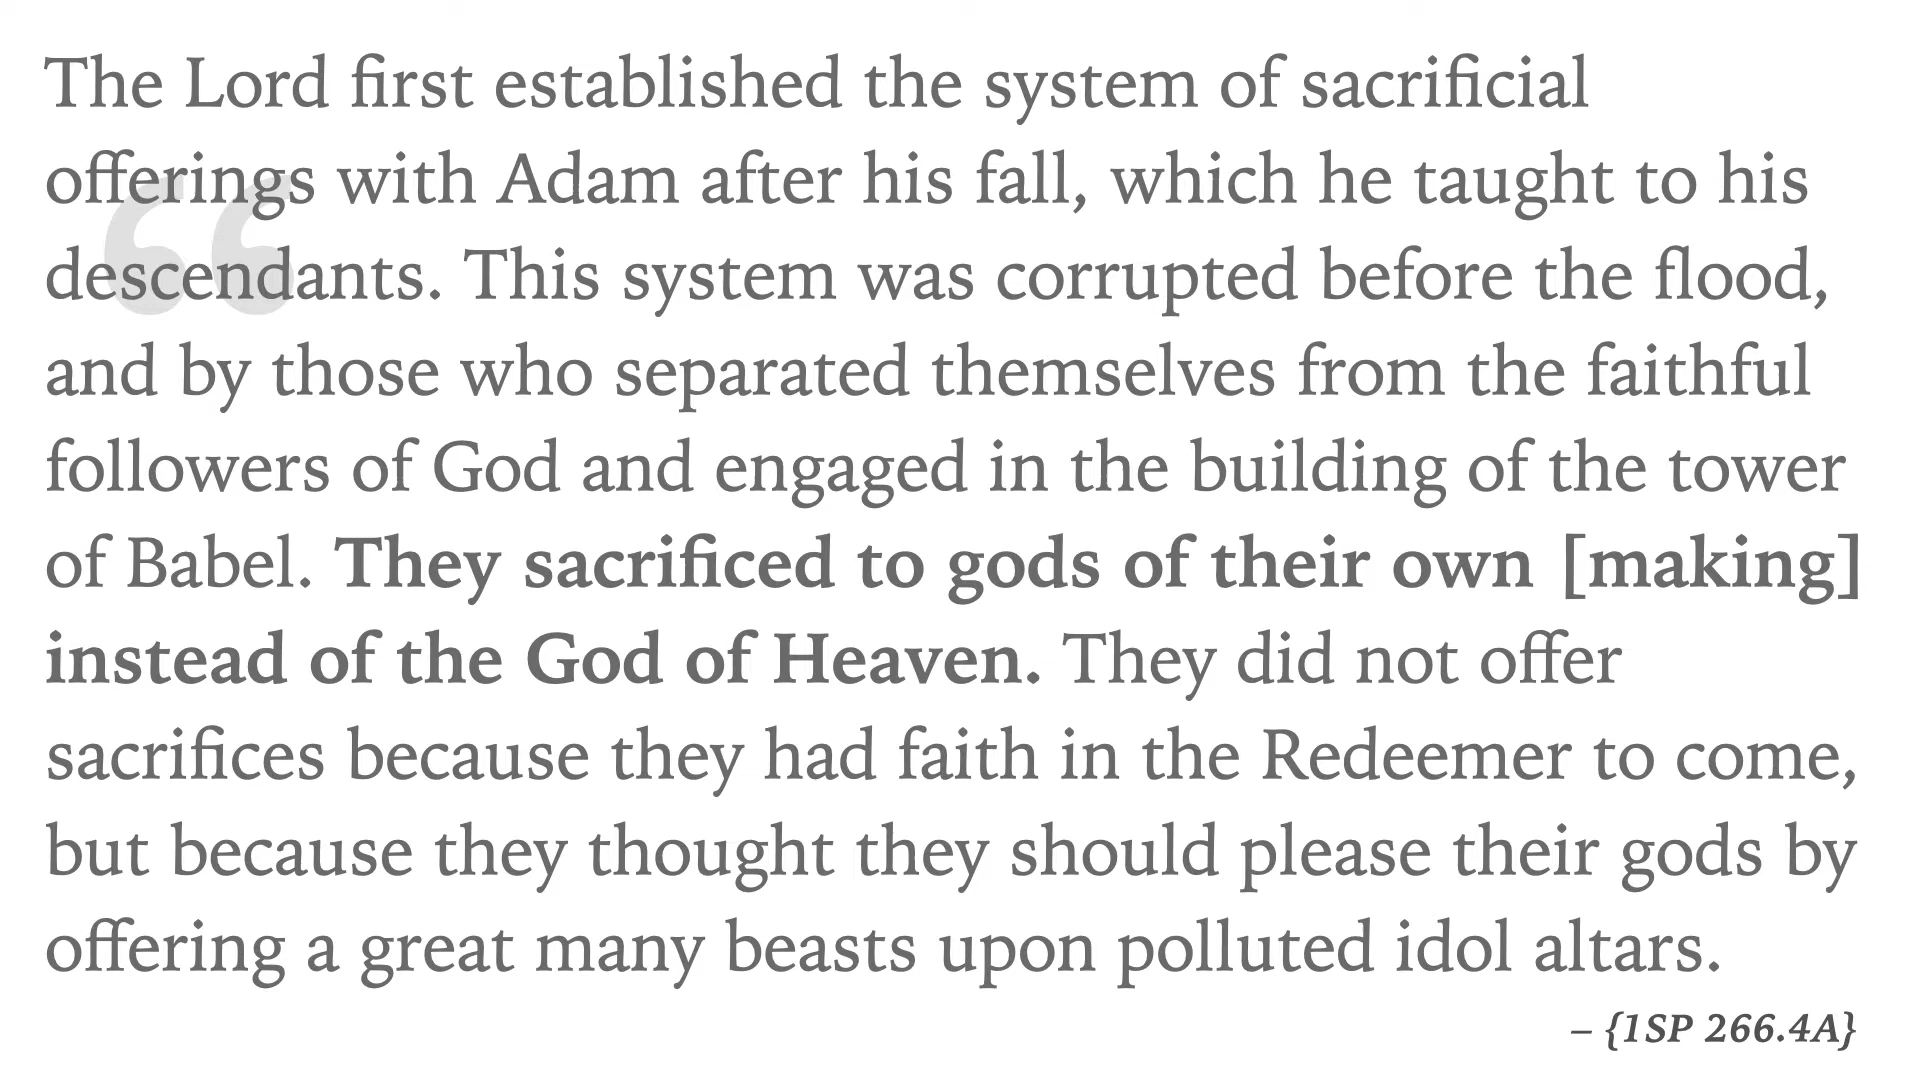 The Lord first established the system of sacrificial
offerings with Adam after his fall, which he taught to his
descendants. This system was corrupted before the flood,
and by those who separated themselves from the faithful
followers of God and engaged in the building of the tower
of Babel. They sacrificed to gods of their own [making]
instead of the God of Heaven. They did not offer
sacrifices because they had faith in the Redeemer to come,
but because they thought they should please their gods by
offering a great many beasts upon polluted idol altars.
– {1SP 266.4A}